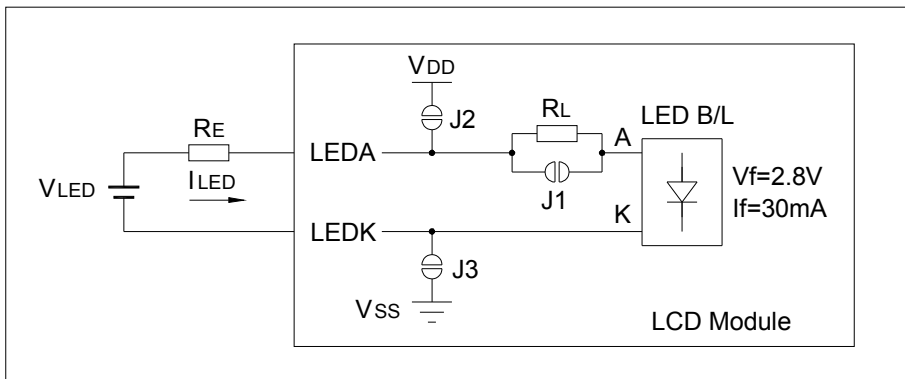 VDD
J2
RL
LED B/L
RE
LEDA
A
VLED
ILED
J1
Vf=2.8V
If=30mA
K
LEDK
J3
VSS
LCD Module